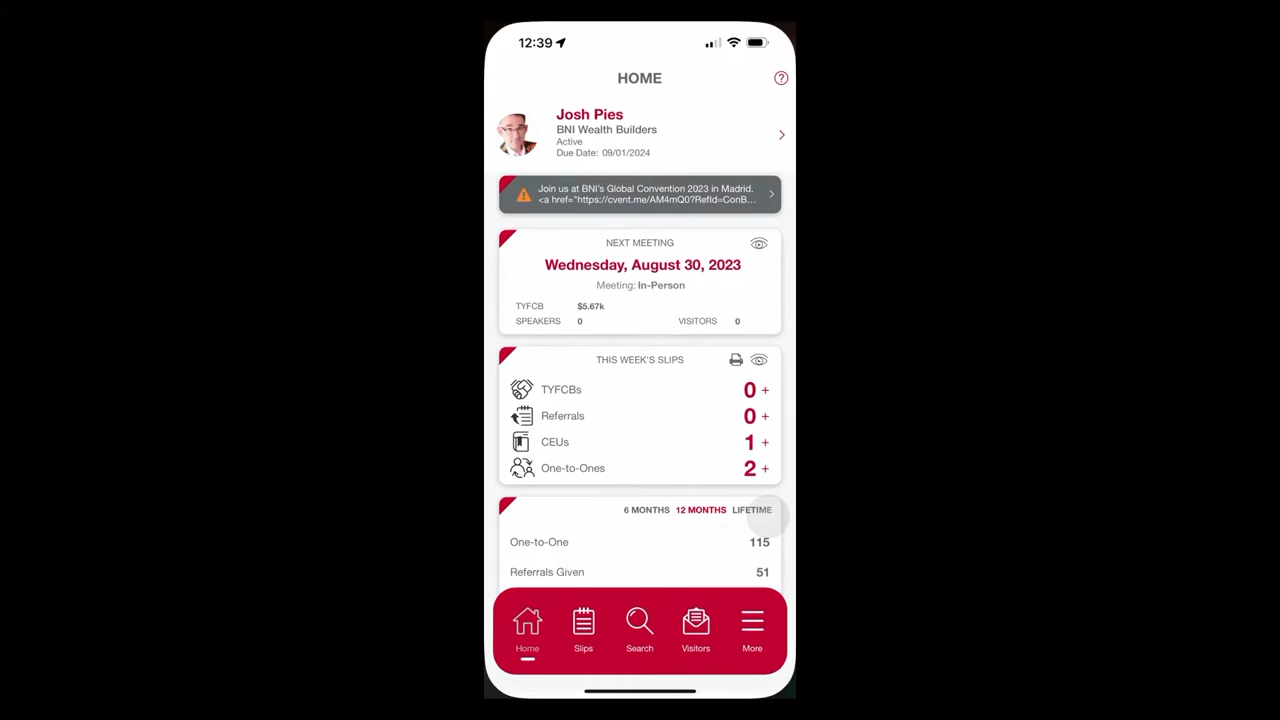 12:39
HOME
Josh Pies
BNI Wealth Builders
Active
Due Date: 09/01/2024
Join us at BNI's Global Convention 2023 in Madrid.
<a href="https://cvent.me/AM4mQ0?RefId=ConB...
NEXT MEETING
Wednesday, August 30, 2023
Meeting: In-Person
TYFCB $5.67k
SPEAKERS 0 VISITORS 0
THIS WEEK'S SLIPS
TYFCBs 0 +
Referrals 0 +
CEUs 1 +
One-to-Ones 2 +
6 MONTHS 12 MONTHS LIFETIME
One-to-One 115
Referrals Given 51
Home Slips Search Visitors More